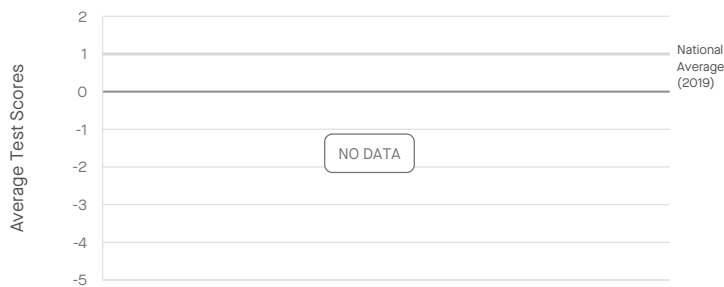 Average Test Scores
2
1
0
-1
-2
-3
-4
-5
National
Average
(2019)
NO DATA